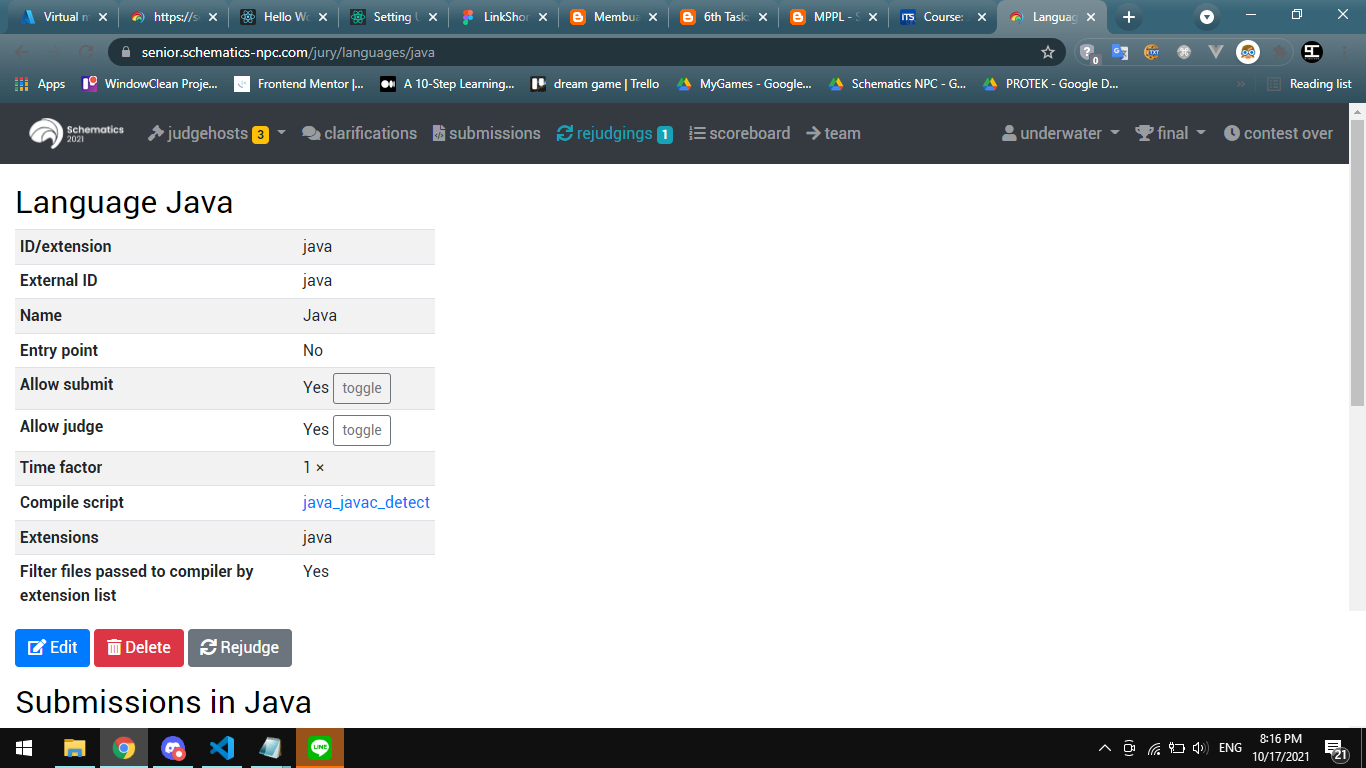 Virtual m
https://se
Hello Wo
Setting U
LinkShor
Membua
6th Task
MPPL - S
Course:
Languag
senior.schematics-npc.com/jury/languages/java
0
Apps
WindowClean Proje...
Frontend Mentor |...
A 10-Step Learning...
dream game | Trello
MyGames - Google...
Schematics NPC - G...
PROTEK - Google D...
»
Reading list
Schematics
2021
judgehosts 3
clarifications
submissions
rejudgings 1
scoreboard
team
underwater
final
contest over
Language Java
ID/extension java
External ID java
Name Java
Entry point No
Allow submit Yes toggle
Allow judge Yes toggle
Time factor 1 ×
Compile script java_javac_detect
Extensions java
Filter files passed to compiler by Yes
extension list
Edit Delete Rejudge
Submissions in Java
LINE
ENG
8:16 PM
10/17/2021
21